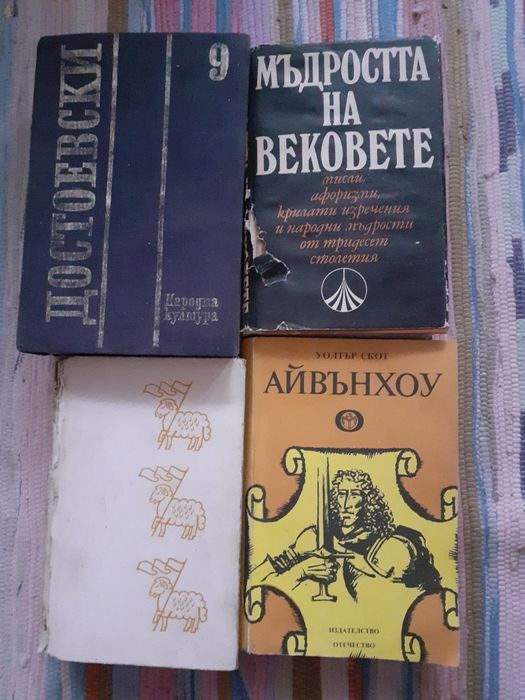 ДОСТОЕВСКИ
9
Народна
култура
МЪДРОСТТА
НА
ВЕКОВЕТЕ
мисли,
афоризми,
крилати изречения
и народни мъдрости
от тридесет
столетия
УОЛТЪР СКОТ
АЙВЪНХОУ
ИЗДАТЕЛСТВО
ОТЕЧЕСТВО